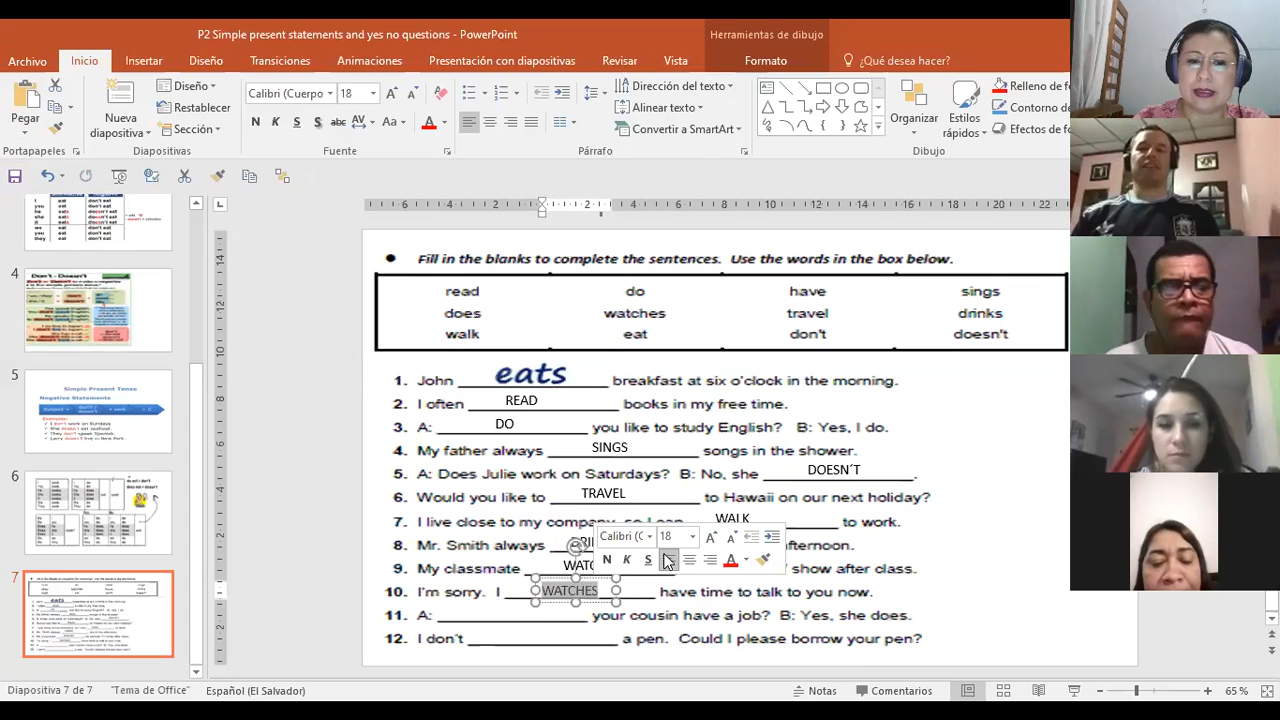 P2 Simple present statements and yes no questions - PowerPoint
Herramientas de dibujo
Archivo Inicio Insertar Diseño Transiciones Animaciones Presentación con diapositivas Revisar Vista Formato ¿Qué desea hacer?
Pegar
Portapapeles
Nueva diapositiva
Diseño
Restablecer
Sección
Diapositivas
Calibri (Cuerpo 18
N K S S abc AV Aa A
Fuente
Dirección del texto
Alinear texto
Convertir a SmartArt
Párrafo
Organizar
Estilos rápidos
Relleno de fo
Contorno de
Efectos de fo
Dibujo
4
5
Simple Present Tense
Negative Statements
6
7
● Fill in the blanks to complete the sentences. Use the words in the box below.
read do have sings
does watches travel drinks
walk eat don't doesn't
1. John eats breakfast at six o'clock in the morning.
2. I often READ books in my free time.
3. A: DO you like to study English? B: Yes, I do.
4. My father always SINGS songs in the shower.
5. A: Does Julie work on Saturdays? B: No, she DOESN´T.
6. Would you like to TRAVEL to Hawaii on our next holiday?
7. I live close to my company, so I can WALK to work.
8. Mr. Smith always afternoon.
9. My classmate show after class.
10. I'm sorry, I WATCHES have time to talk to you now.
11. A: your cousin have a job? B: Yes, she does.
12. I don't a pen. Could I please borrow your pen?
Calibri (C 18
N K S A
Diapositiva 7 de 7 "Tema de Office" Español (El Salvador) Notas Comentarios 65 %